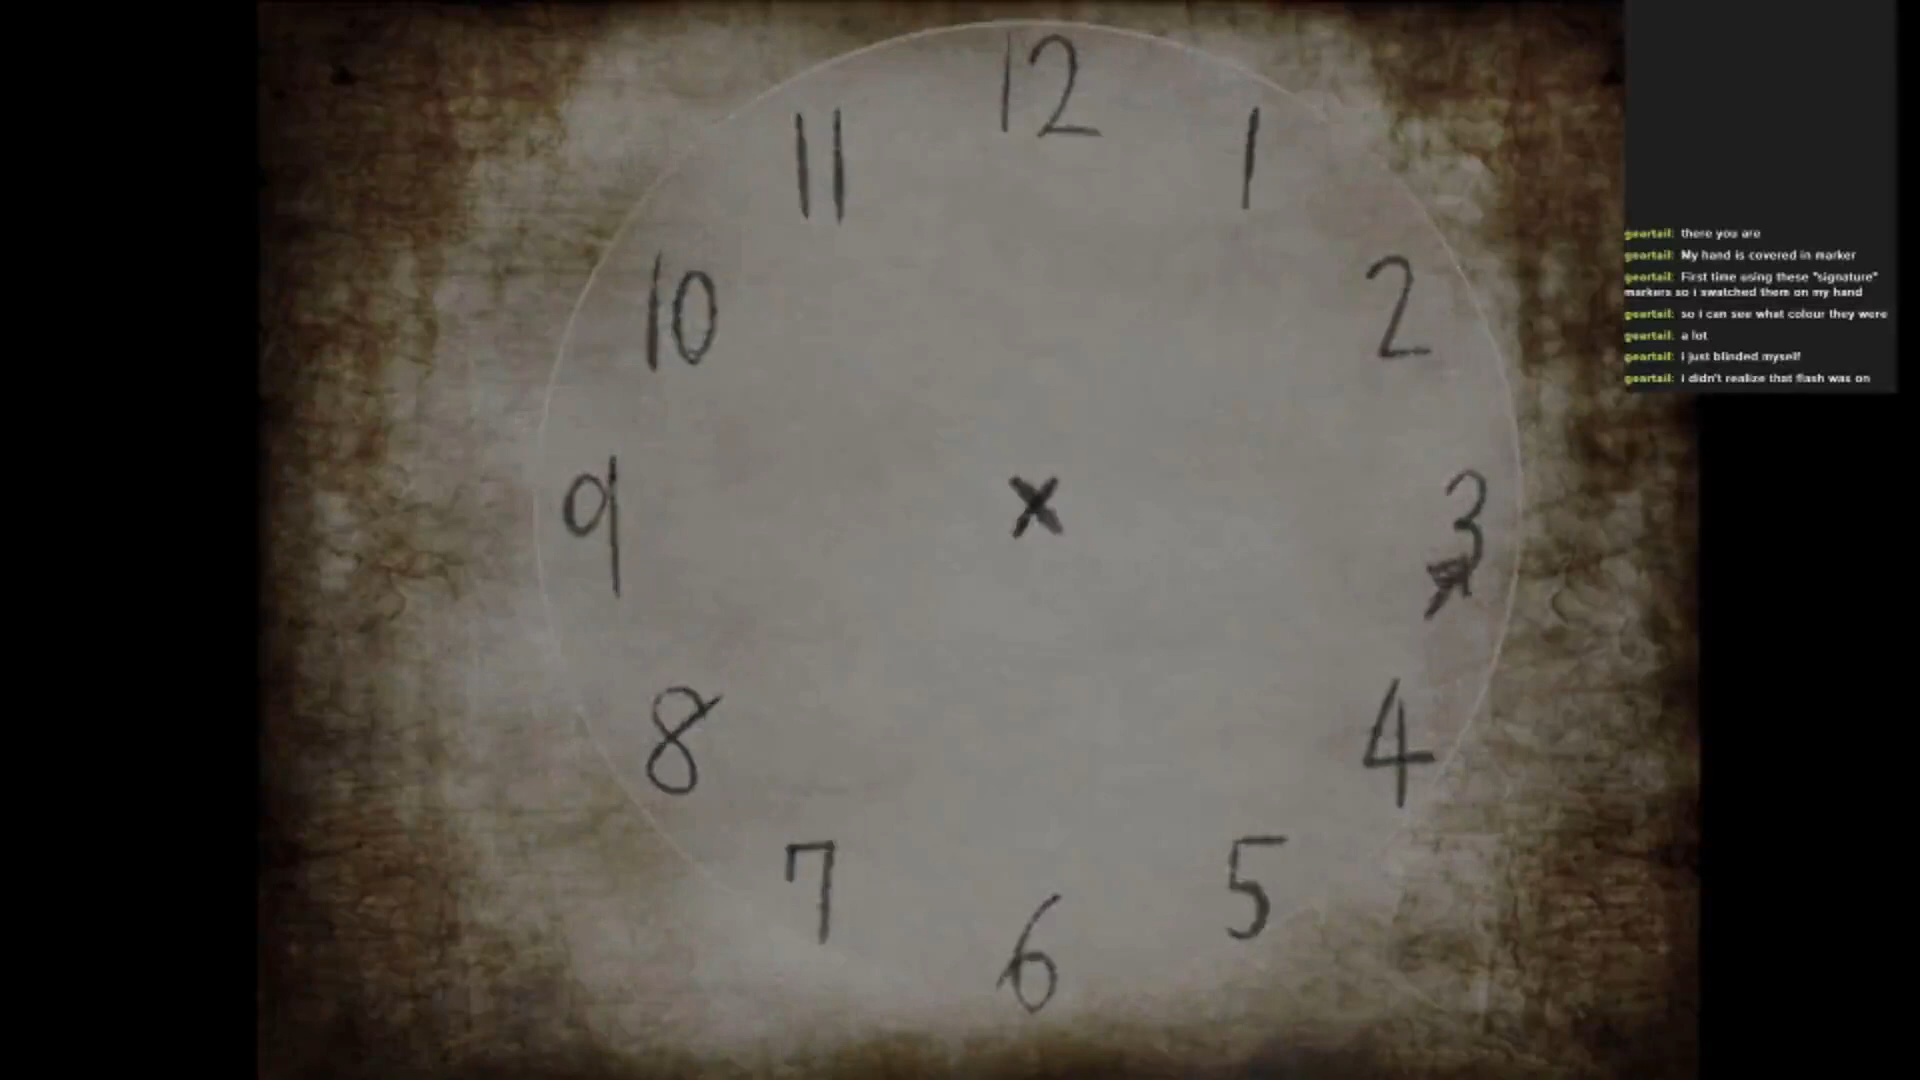 12
11
1
10
2
9
x
3
8
4
7
5
6
geartail: there you are
geartail: My hand is covered in marker
geartail: First time using these "signature"
markers so i swatched them on my hand
geartail: so i can see what colour they were
geartail: a lot
geartail: i just blinded myself
geartail: i didn't realize that flash was on